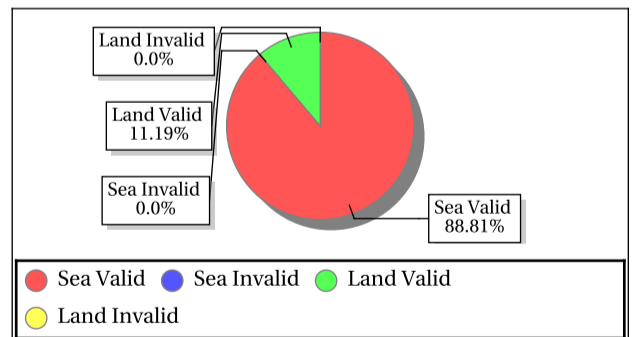 Land Invalid
0.0%
Land Valid
11.19%
Sea Invalid
0.0%
Sea Valid
88.81%
Sea Valid Sea Invalid Land Valid
Land Invalid